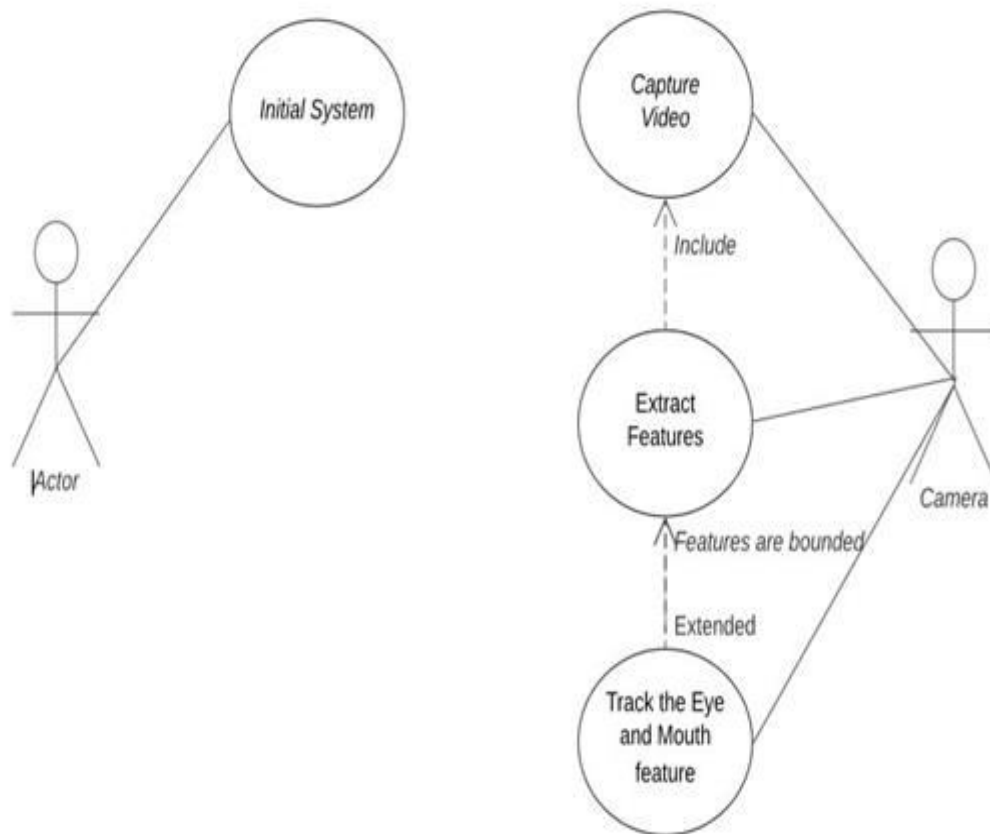 Initial System
Actor
Capture
Video
Include
Extract
Features
Features are bounded
Extended
Track the Eye
and Mouth
feature
Camera